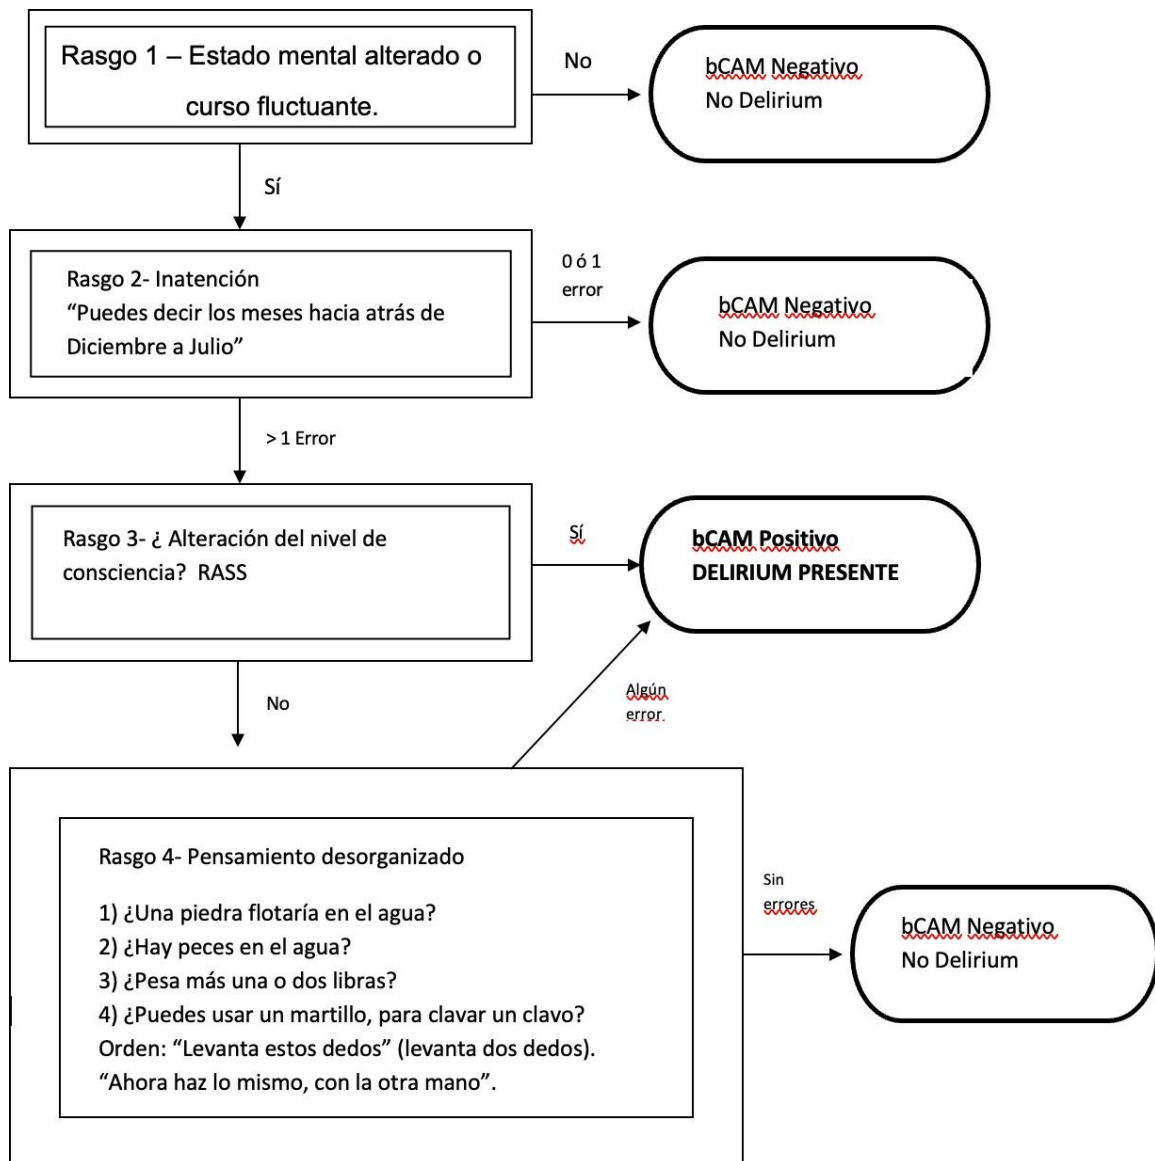 Rasgo 1 – Estado mental alterado o
curso fluctuante.
No
bCAM Negativo
No Delirium
Sí
Rasgo 2- Inatención
“Puedes decir los meses hacia atrás de
Diciembre a Julio”
0 ó 1
error
bCAM Negativo
No Delirium
> 1 Error
Rasgo 3- ¿ Alteración del nivel de
consciencia?  RASS
Sí
bCAM Positivo
DELIRIUM PRESENTE
No
Algún
error.
Rasgo 4- Pensamiento desorganizado
1) ¿Una piedra flotaría en el agua?
2) ¿Hay peces en el agua?
3) ¿Pesa más una o dos libras?
4) ¿Puedes usar un martillo, para clavar un clavo?
Orden: “Levanta estos dedos” (levanta dos dedos).
“Ahora haz lo mismo, con la otra mano”.
Sin
errores
bCAM Negativo
No Delirium